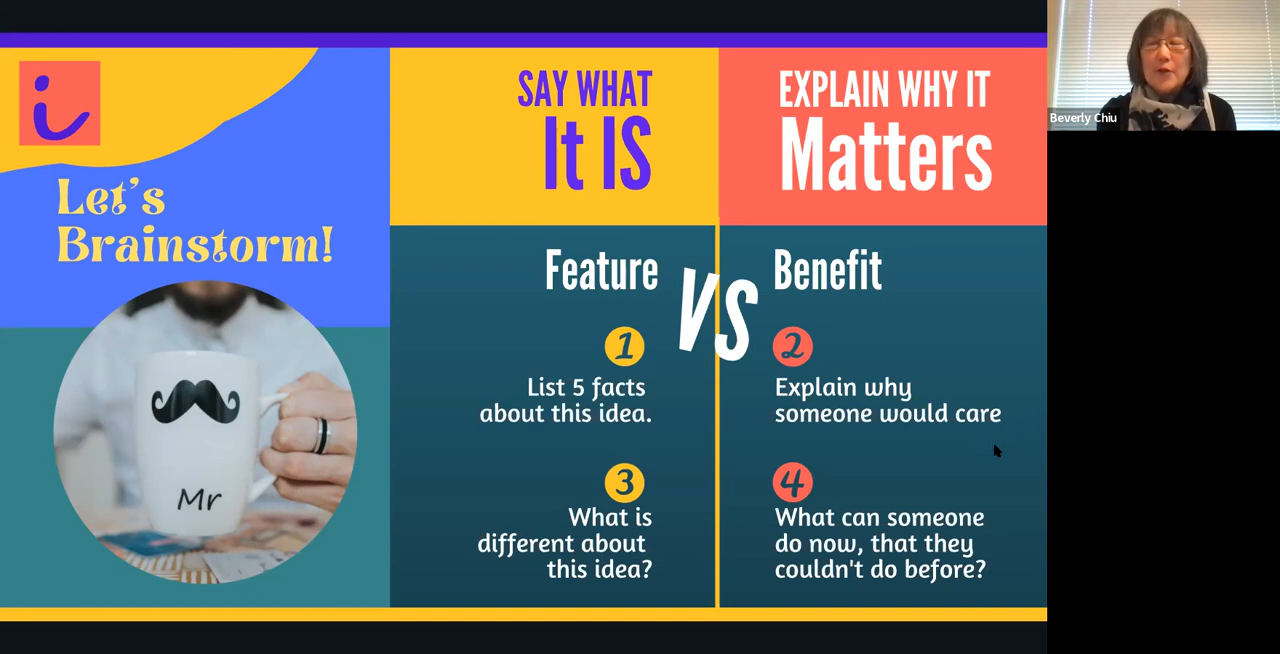 Let's
Brainstorm!
Mr
SAY WHAT
It IS
EXPLAIN WHY IT
Matters
Feature
VS
Benefit
1
List 5 facts
about this idea.
2
Explain why
someone would care
3
What is
different about
this idea?
4
What can someone
do now, that they
couldn't do before?
Beverly Chiu